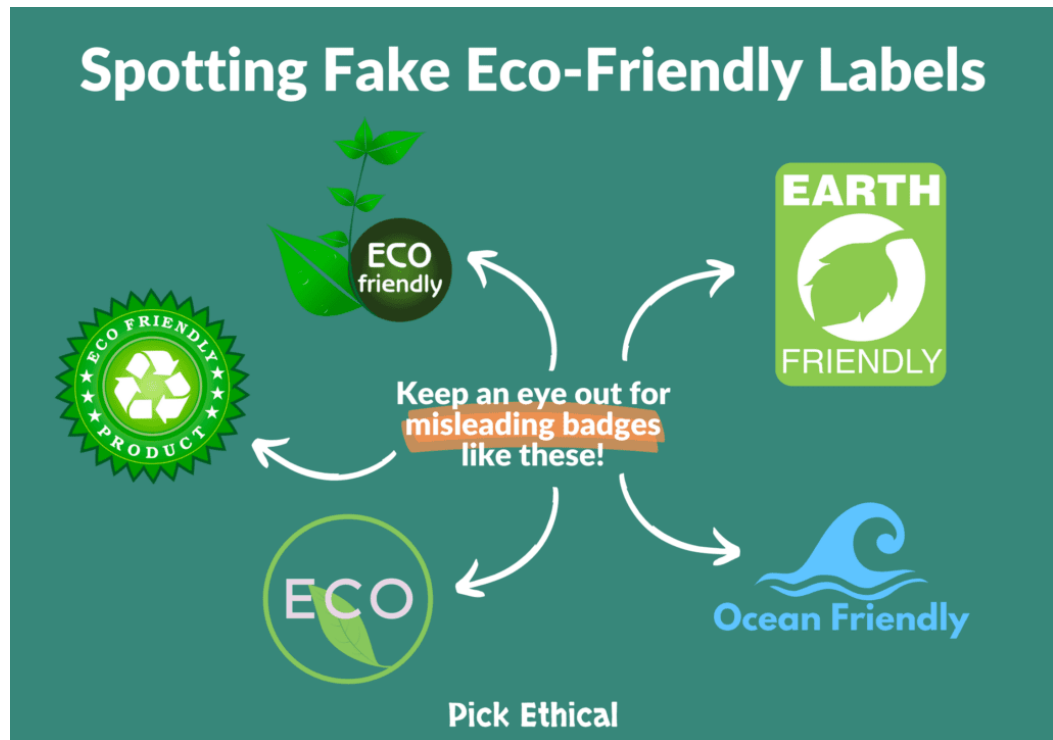 Spotting Fake Eco-Friendly Labels
ECO
friendly
EARTH
FRIENDLY
ECO FRIENDLY
PRODUCT
Keep an eye out for
misleading badges
like these!
ECO
Ocean Friendly
Pick Ethical